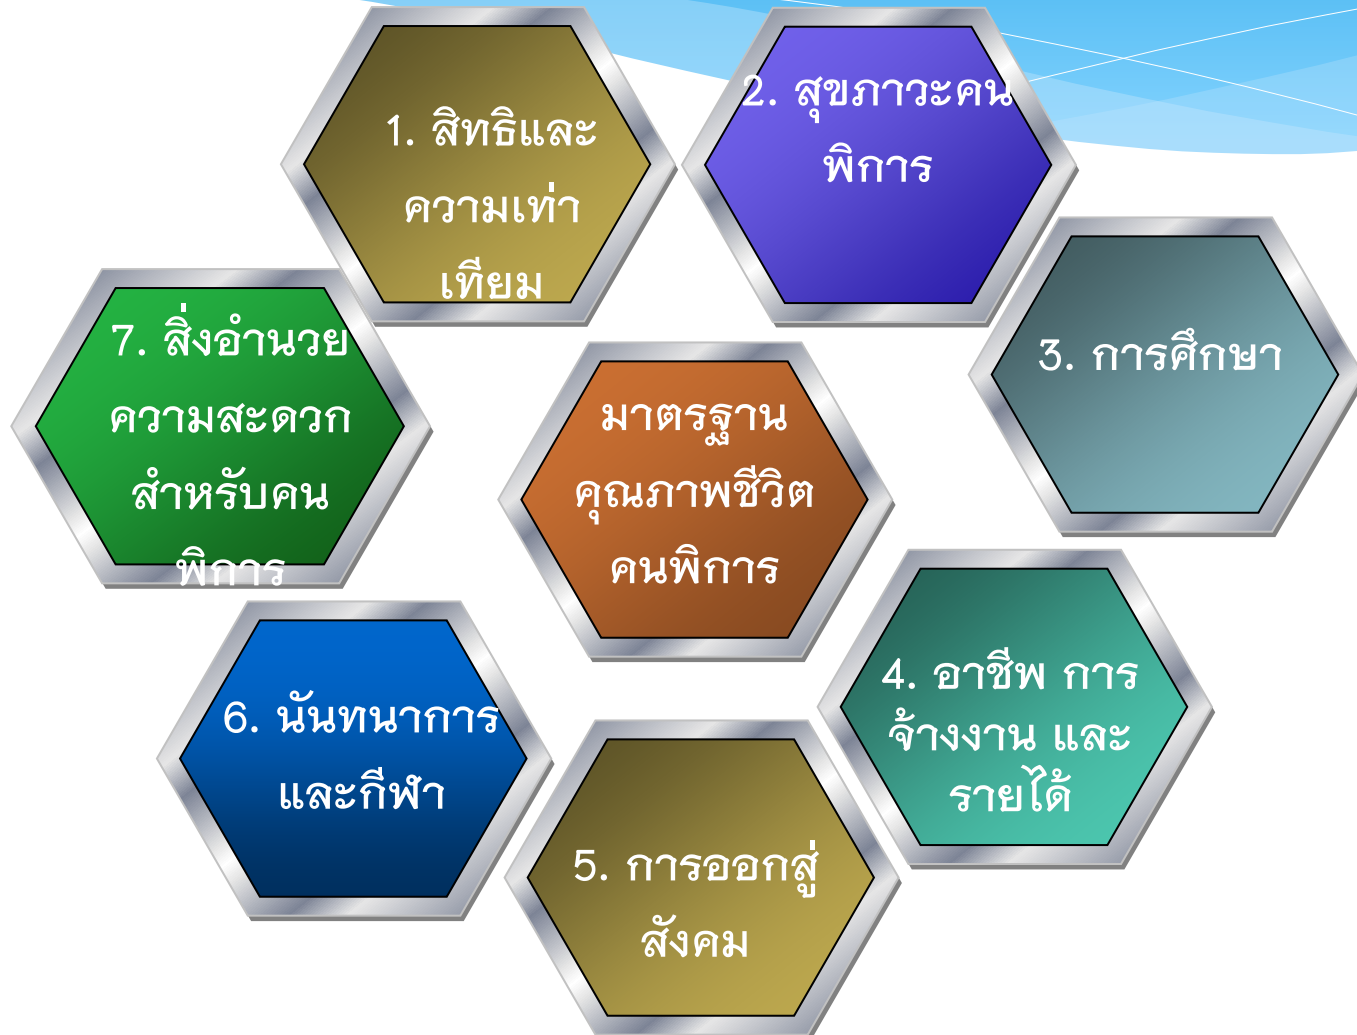 1. สิทธิและ
ความเท่า
เทียม
2. สุขภาวะคน
พิการ
3. การศึกษา
7. สิ่งอำนวย
ความสะดวก
สำหรับคน
พิการ
มาตรฐาน
คุณภาพชีวิต
คนพิการ
4. อาชีพ การ
จ้างงาน และ
รายได้
6. นันทนาการ
และกีฬา
5. การออกสู่
สังคม